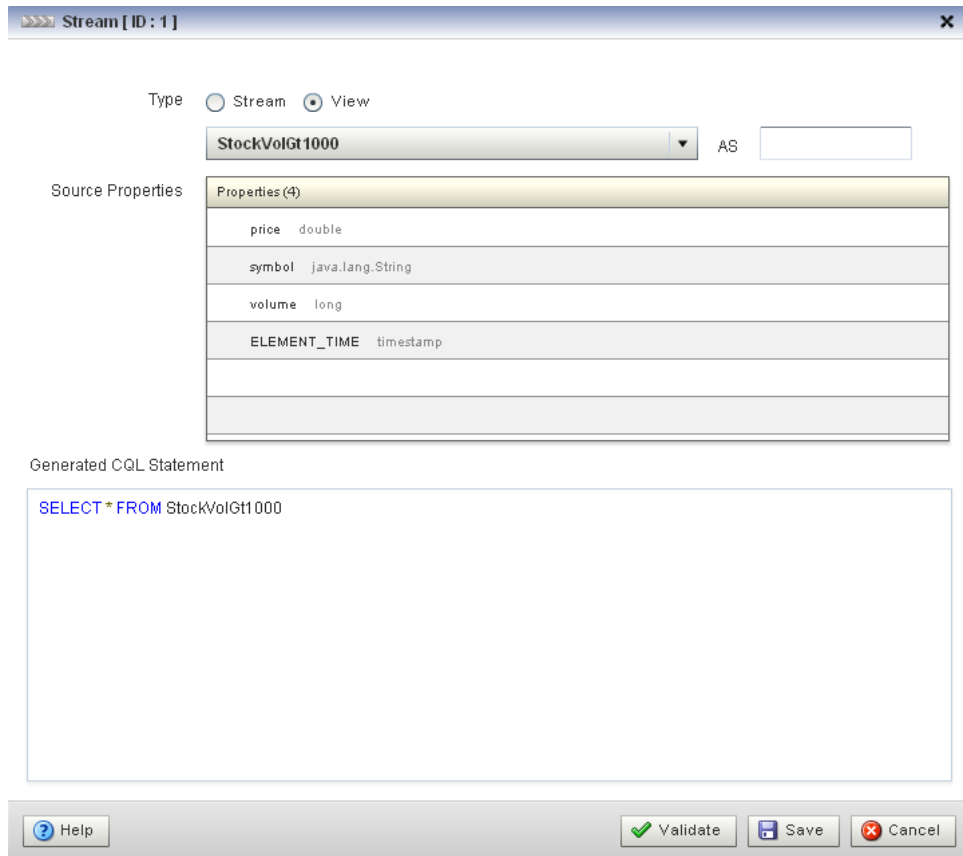 Stream [ ID : 1 ]
Type Stream View
StockVolGt1000 AS
Source Properties Properties (4)
price double
symbol java.lang.String
volume long
ELEMENT_TIME timestamp
Generated CQL Statement
SELECT * FROM StockVolGt1000
Help Validate Save Cancel